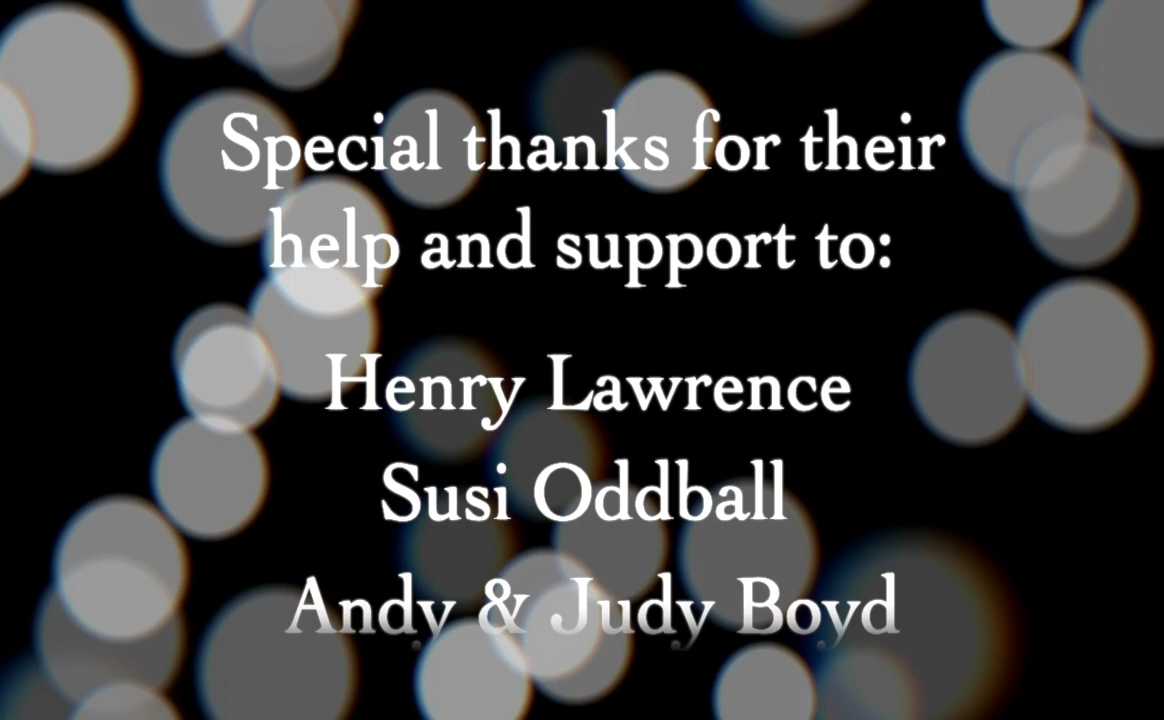 Special thanks for their
help and support to:
Henry Lawrence
Susi Oddball
Andy & Judy Boyd